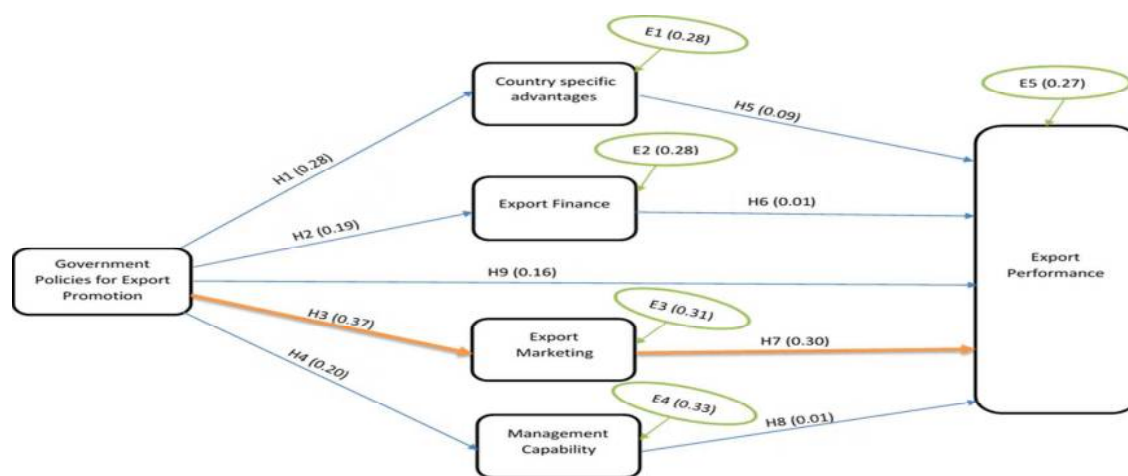 E1 (0.28)
Country specific
advantages
E5 (0.27)
H5 (0.09)
E2 (0.28)
H1 (0.28)
Export Finance
H6 (0.01)
H2 (0.19)
Government
Policies for Export
Promotion
H9 (0.16)
Export
Performance
E3 (0.31)
H3 (0.37)
Export
Marketing
H7 (0.30)
H4 (0.20)
E4 (0.33)
H8 (0.01)
Management
Capability